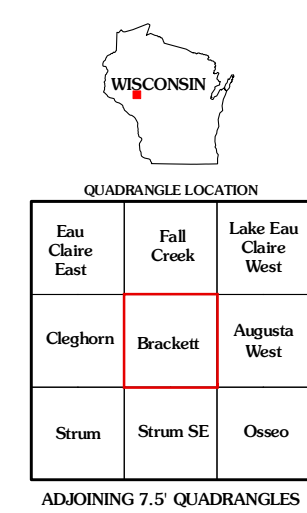 WISCONSIN
QUADRANGLE LOCATION
Eau
Claire
East
Fall
Creek
Lake Eau
Claire
West
Cleghorn
Brackett
Augusta
West
Strum
Strum SE
Osseo
ADJOINING 7.5' QUADRANGLES